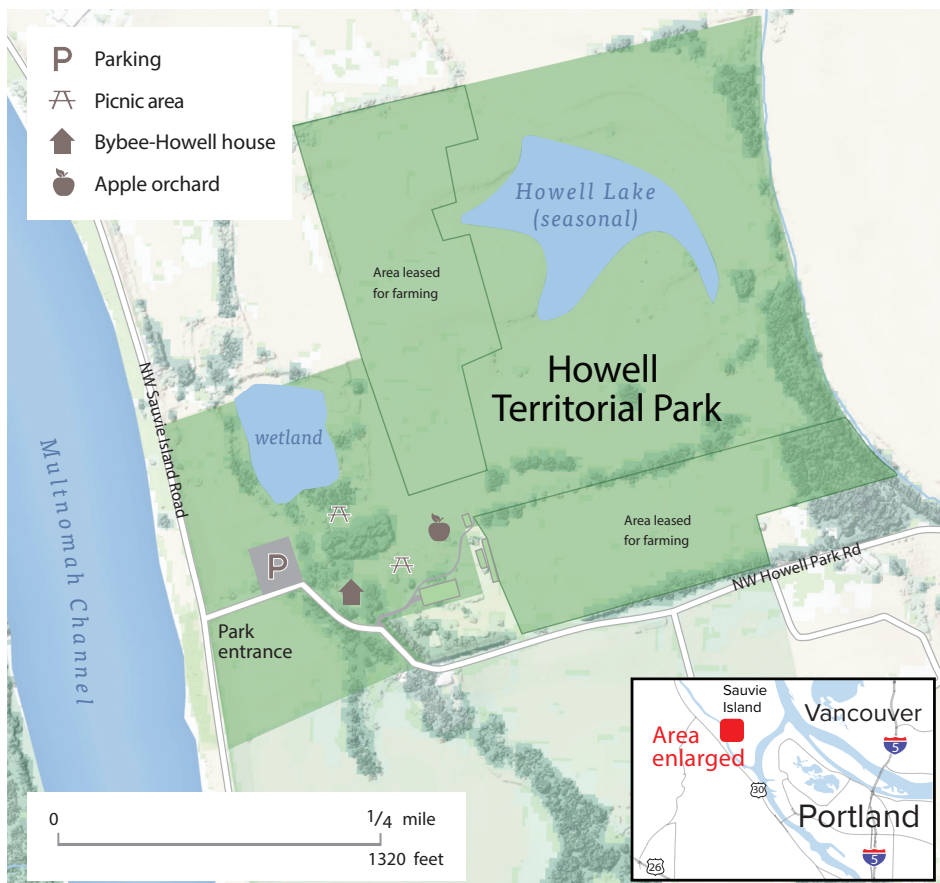 P Parking
Picnic area
Bybee-Howell house
Apple orchard
Howell Lake
(seasonal)
Area leased
for farming
Howell
Territorial Park
NW Sauvie Island Road
wetland
Multnomah Channel
Area leased
for farming
P
NW Howell Park Rd
Park
entrance
Sauvie
Island
Vancouver
Area
enlarged
5
30
Portland
5
26
0
1/4 mile
1320 feet